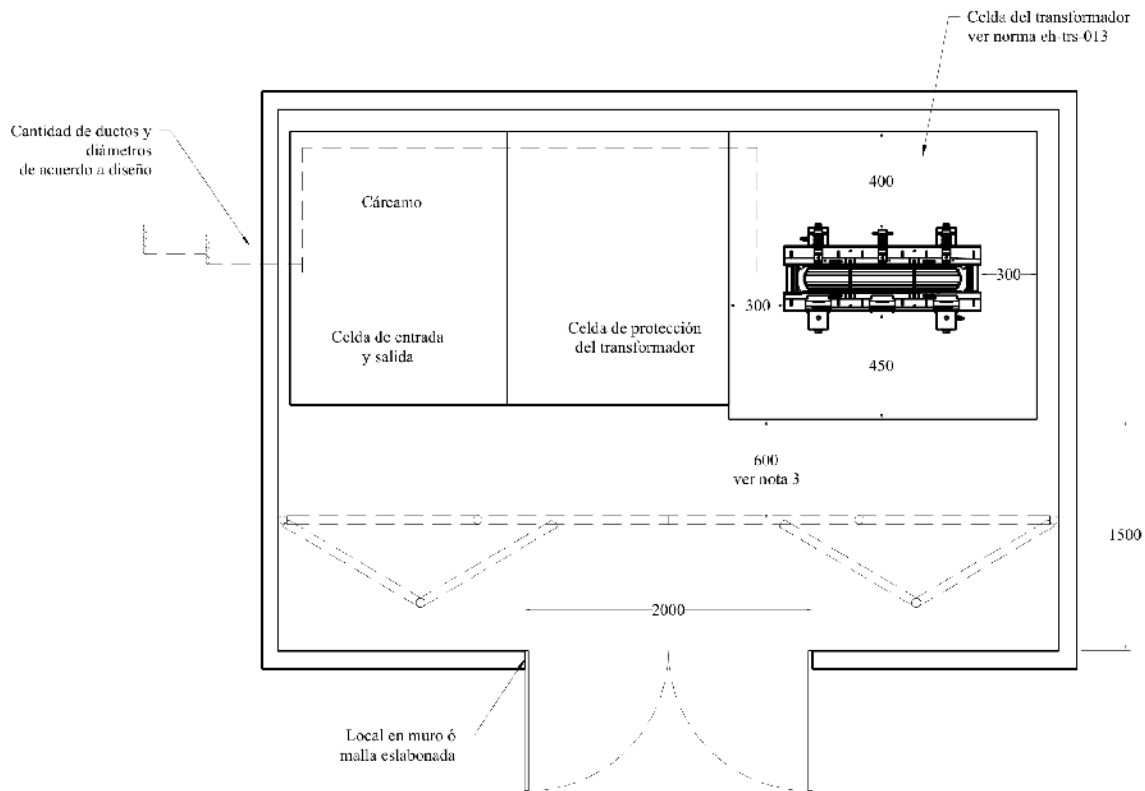 Celda del transformador
ver norma eh-trs-013
Cantidad de ductos y
diámetros
de acuerdo a diseño
400
Cárcamo
300
300
Celda de entrada
y salida
Celda de protección
del transformador
450
600
ver nota 3
1500
2000
Local en muro ó
malla eslabonada